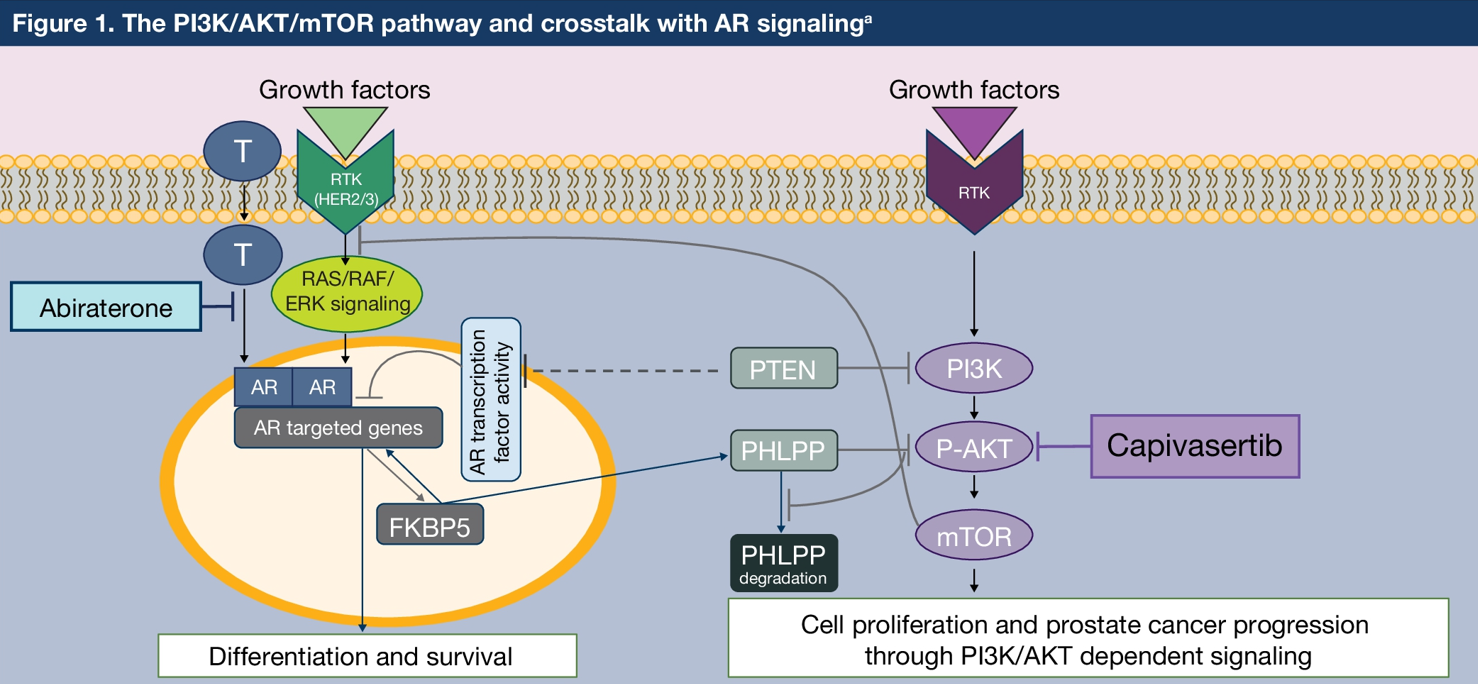 Figure 1. The PI3K/AKT/mTOR pathway and crosstalk with AR signalingᵃ
Growth factors
Growth factors
T
RTK
(HER2/3)
RTK
T
RAS/RAF/
ERK signaling
Abiraterone
AR transcription
factor activity
PTEN
PI3K
AR
AR
AR targeted genes
PHLPP
P-AKT
Capivasertib
FKBP5
mTOR
PHLPP
degradation
Differentiation and survival
Cell proliferation and prostate cancer progression
through PI3K/AKT dependent signaling